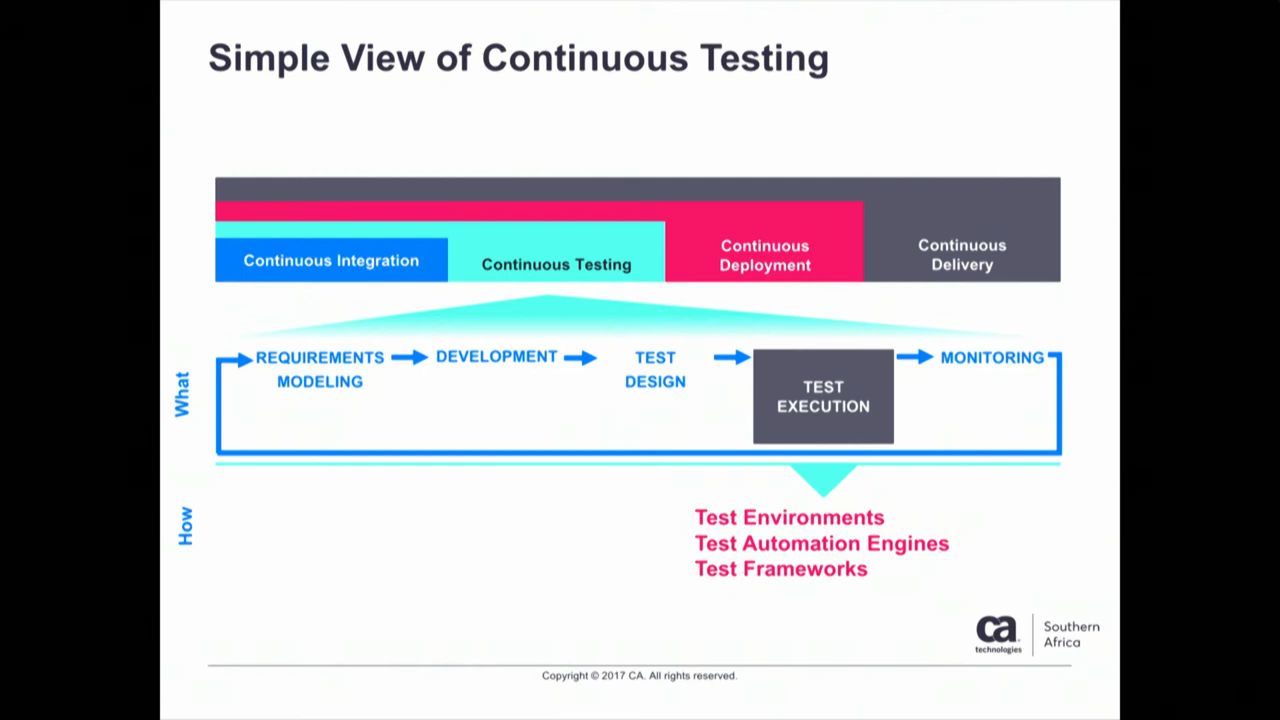 Simple View of Continuous Testing
Continuous Integration
Continuous Testing
Continuous
Deployment
Continuous
Delivery
What
REQUIREMENTS
MODELING
DEVELOPMENT
TEST
DESIGN
TEST
EXECUTION
MONITORING
How
Test Environments
Test Automation Engines
Test Frameworks
ca
technologies
Southern
Africa
Copyright © 2017 CA. All rights reserved.